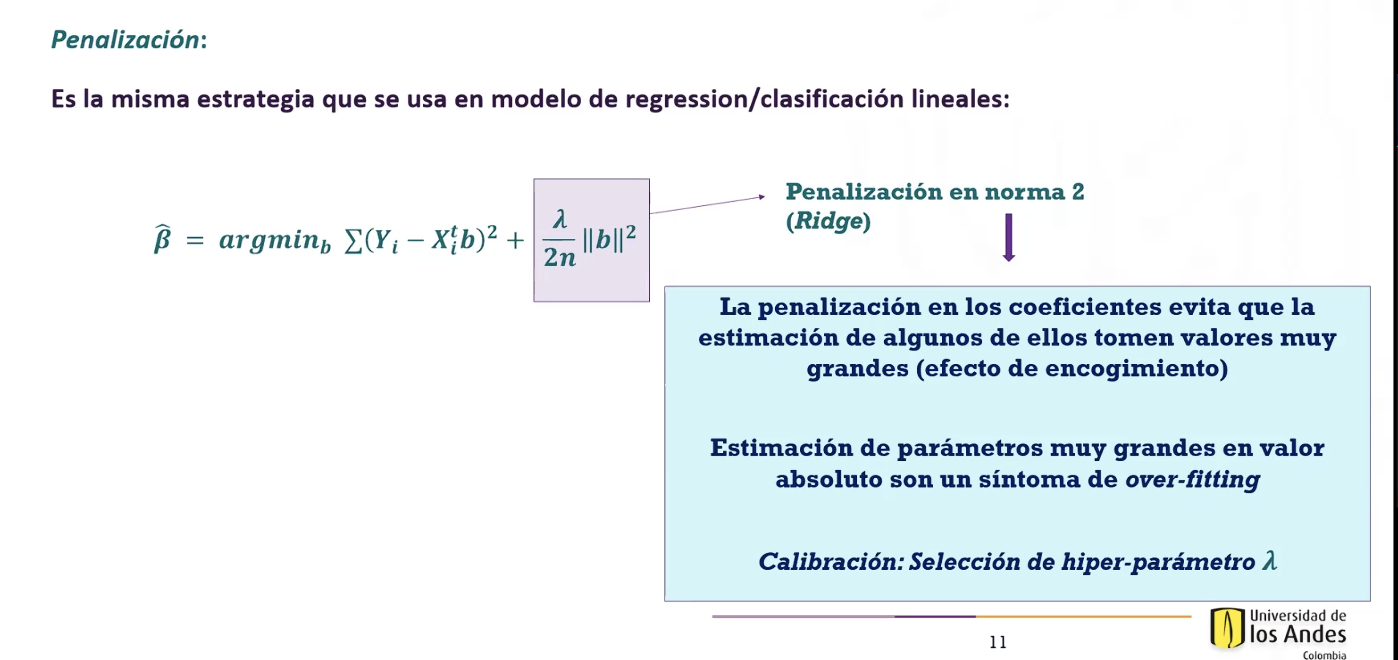 Penalización:
Es la misma estrategia que se usa en modelo de regression/clasificación lineales:
β̂ = argmin_b ∑(Y_i − X_i^t b)² + λ/2n ||b||²
Penalización en norma 2
(Ridge)
La penalización en los coeficientes evita que la
estimación de algunos de ellos tomen valores muy
grandes (efecto de encogimiento)
Estimación de parámetros muy grandes en valor
absoluto son un síntoma de over-fitting
Calibración: Selección de hiper-parámetro λ
11
Universidad de
los Andes
Colombia